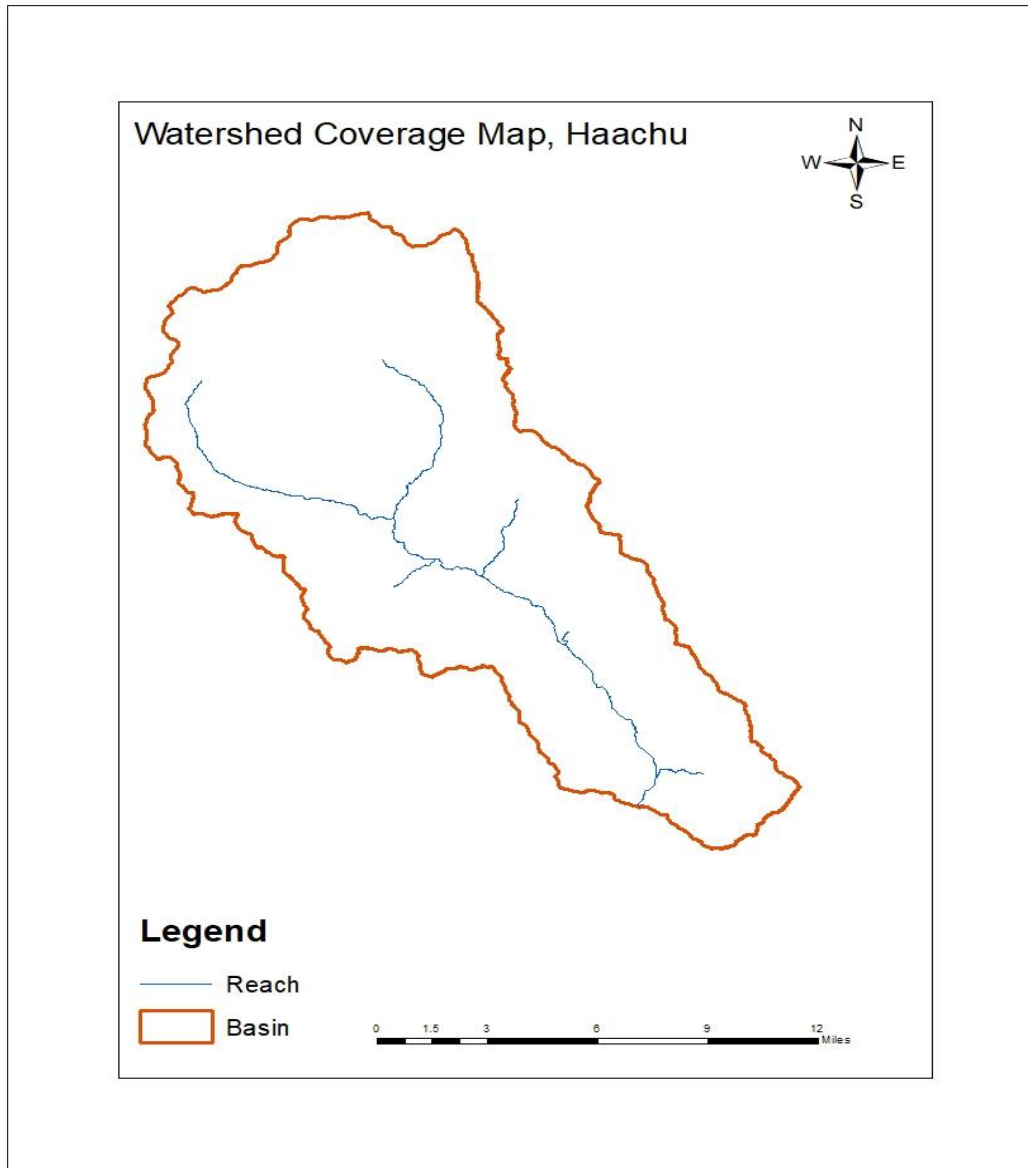 Watershed Coverage Map, Haachu
N
W E
S
Legend
Reach
Basin
0 1.5 3 6 9 12
Miles